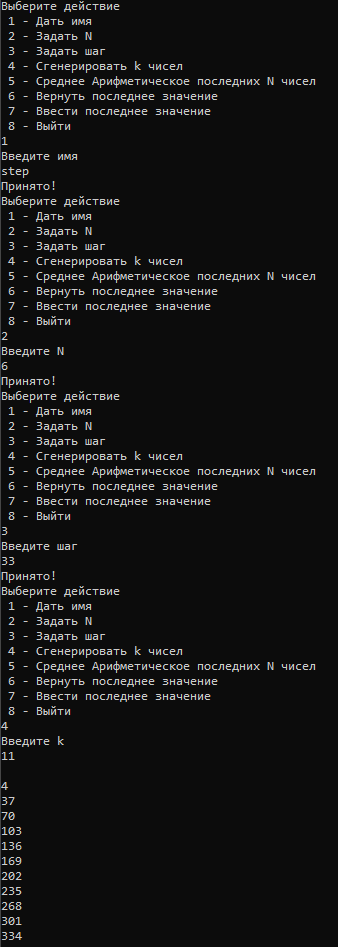 Выберите действие
1 - Дать имя
2 - Задать N
3 - Задать шаг
4 - Сгенерировать k чисел
5 - Среднее Арифметическое последних N чисел
6 - Вернуть последнее значение
7 - Ввести последнее значение
8 - Выйти
1
Введите имя
step
Принято!
Выберите действие
1 - Дать имя
2 - Задать N
3 - Задать шаг
4 - Сгенерировать k чисел
5 - Среднее Арифметическое последних N чисел
6 - Вернуть последнее значение
7 - Ввести последнее значение
8 - Выйти
2
Введите N
6
Принято!
Выберите действие
1 - Дать имя
2 - Задать N
3 - Задать шаг
4 - Сгенерировать k чисел
5 - Среднее Арифметическое последних N чисел
6 - Вернуть последнее значение
7 - Ввести последнее значение
8 - Выйти
3
Введите шаг
33
Принято!
Выберите действие
1 - Дать имя
2 - Задать N
3 - Задать шаг
4 - Сгенерировать k чисел
5 - Среднее Арифметическое последних N чисел
6 - Вернуть последнее значение
7 - Ввести последнее значение
8 - Выйти
4
Введите k
11
4
37
70
103
136
169
202
235
268
301
334